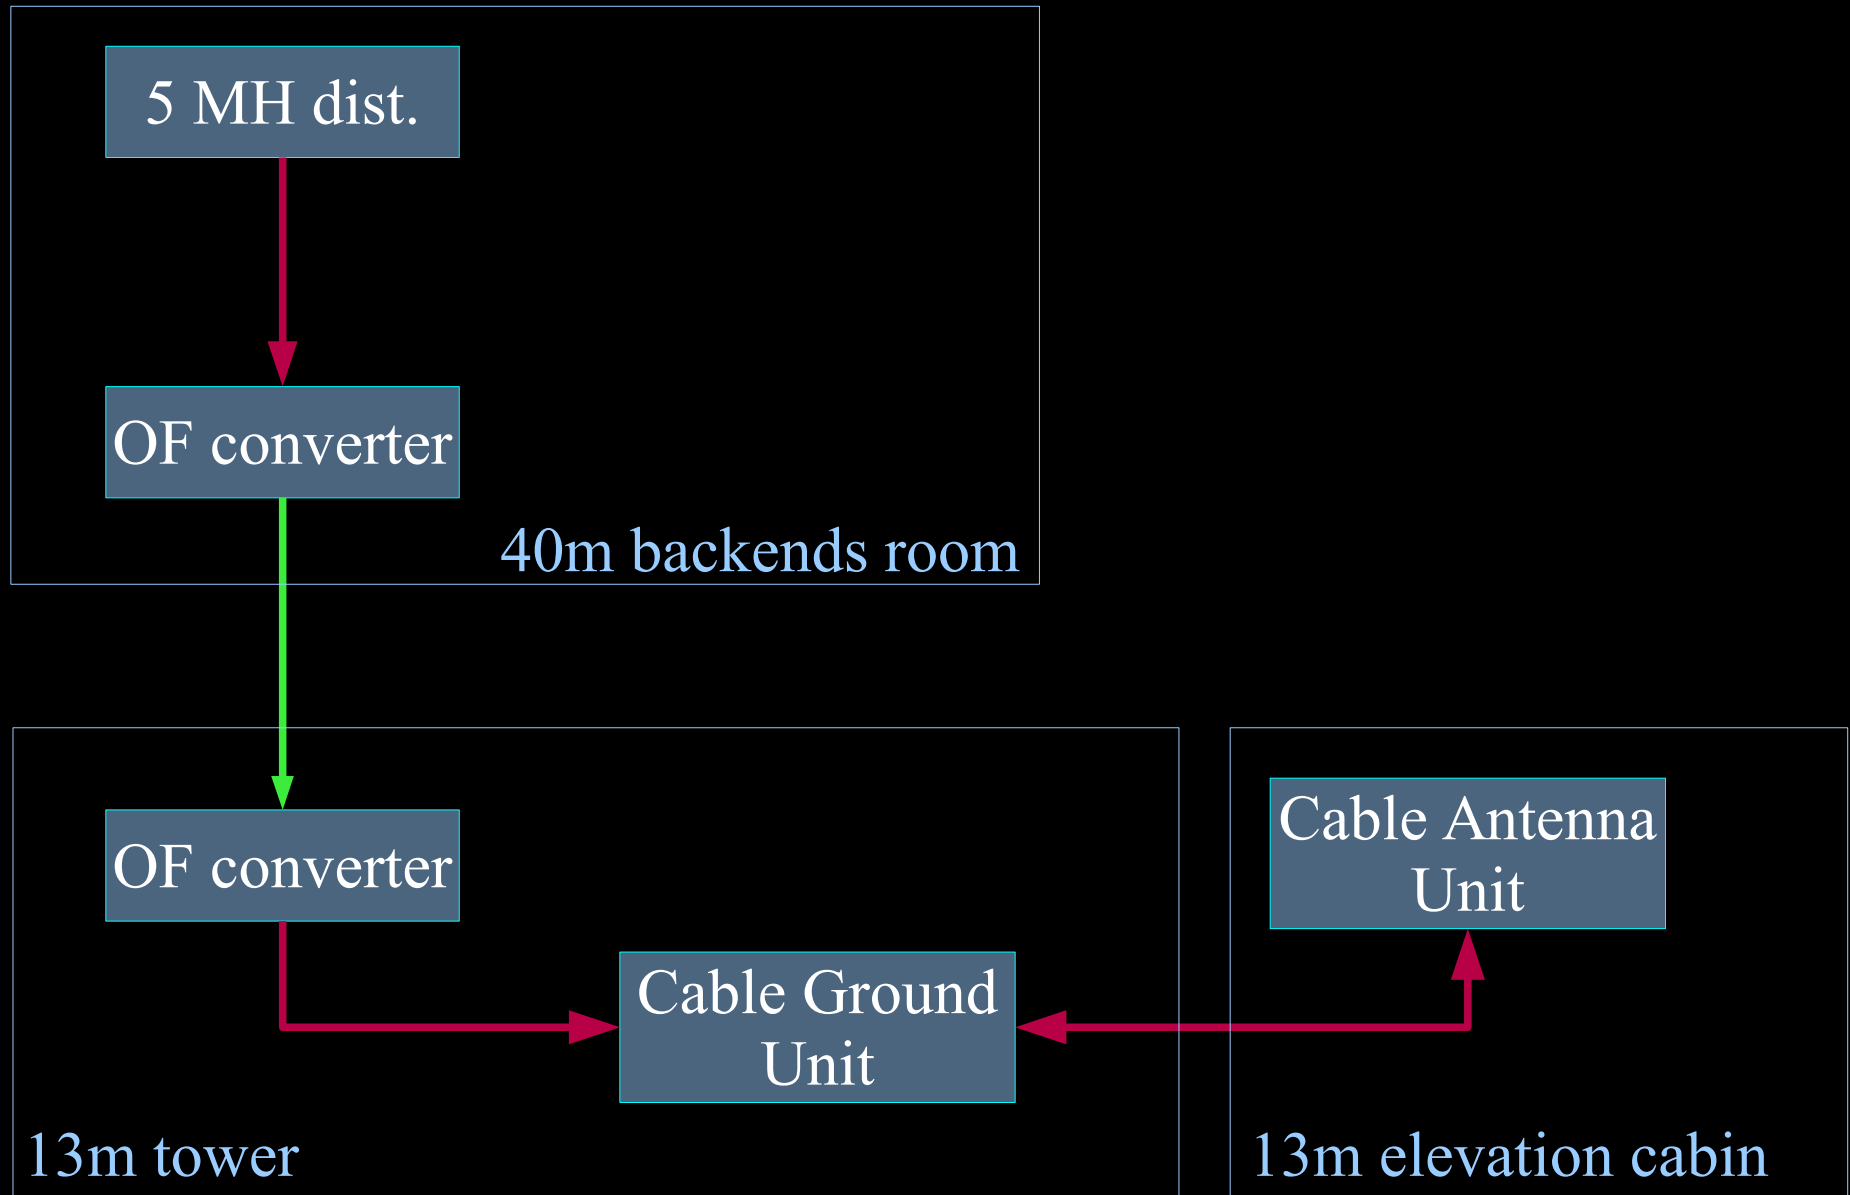 5 MH dist.
OF converter
40m backends room
OF converter
Cable Antenna
Unit
Cable Ground
Unit
13m tower
13m elevation cabin